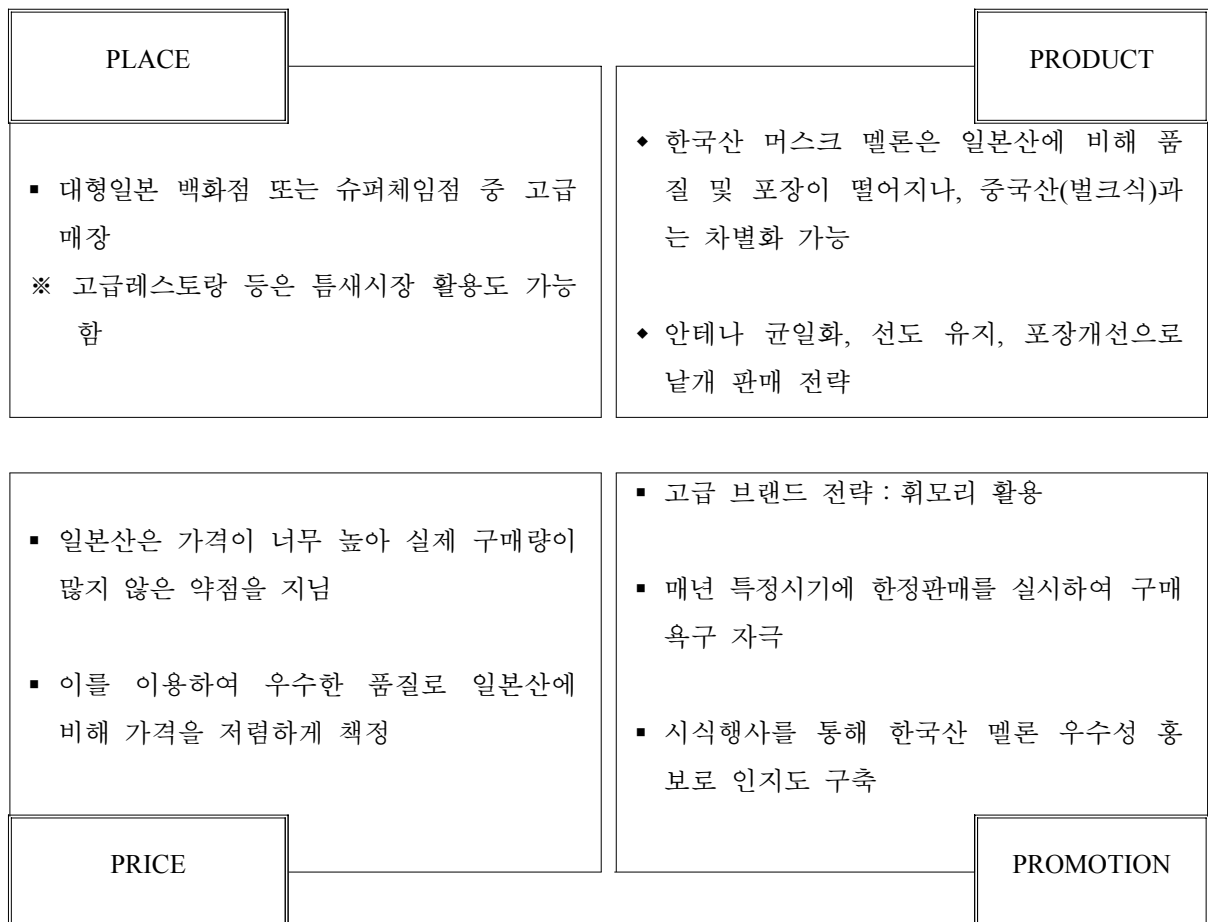 PLACE
▪ 대형일본 백화점 또는 슈퍼체임점 중 고급
매장
※ 고급레스토랑 등은 틈새시장 활용도 가능
함
PRODUCT
◆ 한국산 머스크 멜론은 일본산에 비해 품
질 및 포장이 떨어지나, 중국산(벌크식)과
는 차별화 가능
◆ 안테나 균일화, 선도 유지, 포장개선으로
낱개 판매 전략
▪ 일본산은 가격이 너무 높아 실제 구매량이
많지 않은 약점을 지님
▪ 이를 이용하여 우수한 품질로 일본산에
비해 가격을 저렴하게 책정
PRICE
▪ 고급 브랜드 전략 : 휘모리 활용
▪ 매년 특정시기에 한정판매를 실시하여 구매
욕구 자극
▪ 시식행사를 통해 한국산 멜론 우수성 홍
보로 인지도 구축
PROMOTION